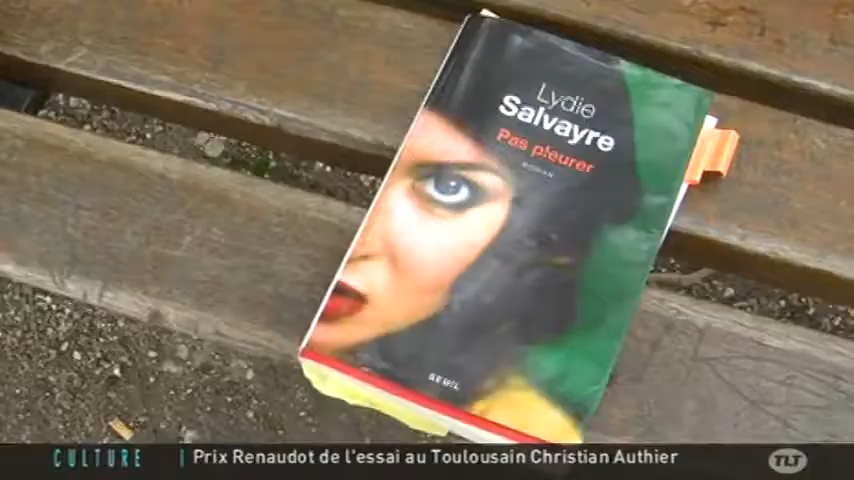 Lydie
Salvayre
Pas pleurer
ROMAN
SEUIL
CULTURE | Prix Renaudot de l'essai au Toulousain Christian Authier
TLT